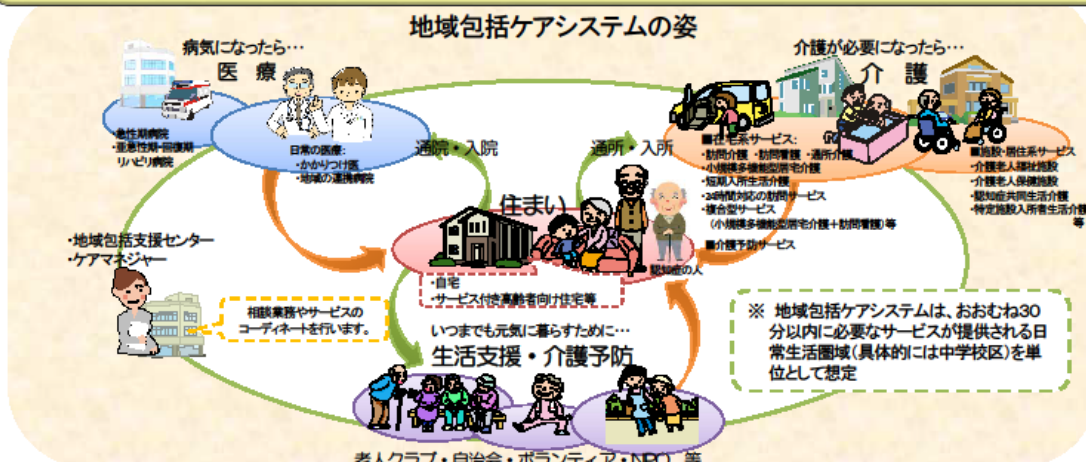 地域包括ケアシステムの姿
病気になったら…
医 療
介護が必要になったら…
介 護
・急性期病院
・亜急性期・回復期
リハビリ病院
日常の医療:
・かかりつけ医
・地域の連携病院
通院・入院
通所・入所
■在宅系サービス:
・訪問介護 ・訪問看護 ・通所介護
・小規模多機能型居宅介護
・短期入所生活介護
・24時間対応の訪問サービス
・複合型サービス
(小規模多機能型居宅介護+訪問看護)等
■介護予防サービス
■施設・居住系サービス
・介護老人福祉施設
・介護老人保健施設
・認知症共同生活介護
・特定施設入所者生活介護
等
住まい
認知症の人
・自宅
・サービス付き高齢者向け住宅等
・地域包括支援センター
・ケアマネジャー
相談業務やサービスの
コーディネートを行います。
いつまでも元気に暮らすために…
生活支援・介護予防
※ 地域包括ケアシステムは、おおむね30
分以内に必要なサービスが提供される日
常生活圏域(具体的には中学校区)を単
位として想定
老人クラブ・自治会・ボランティア・NPO 等